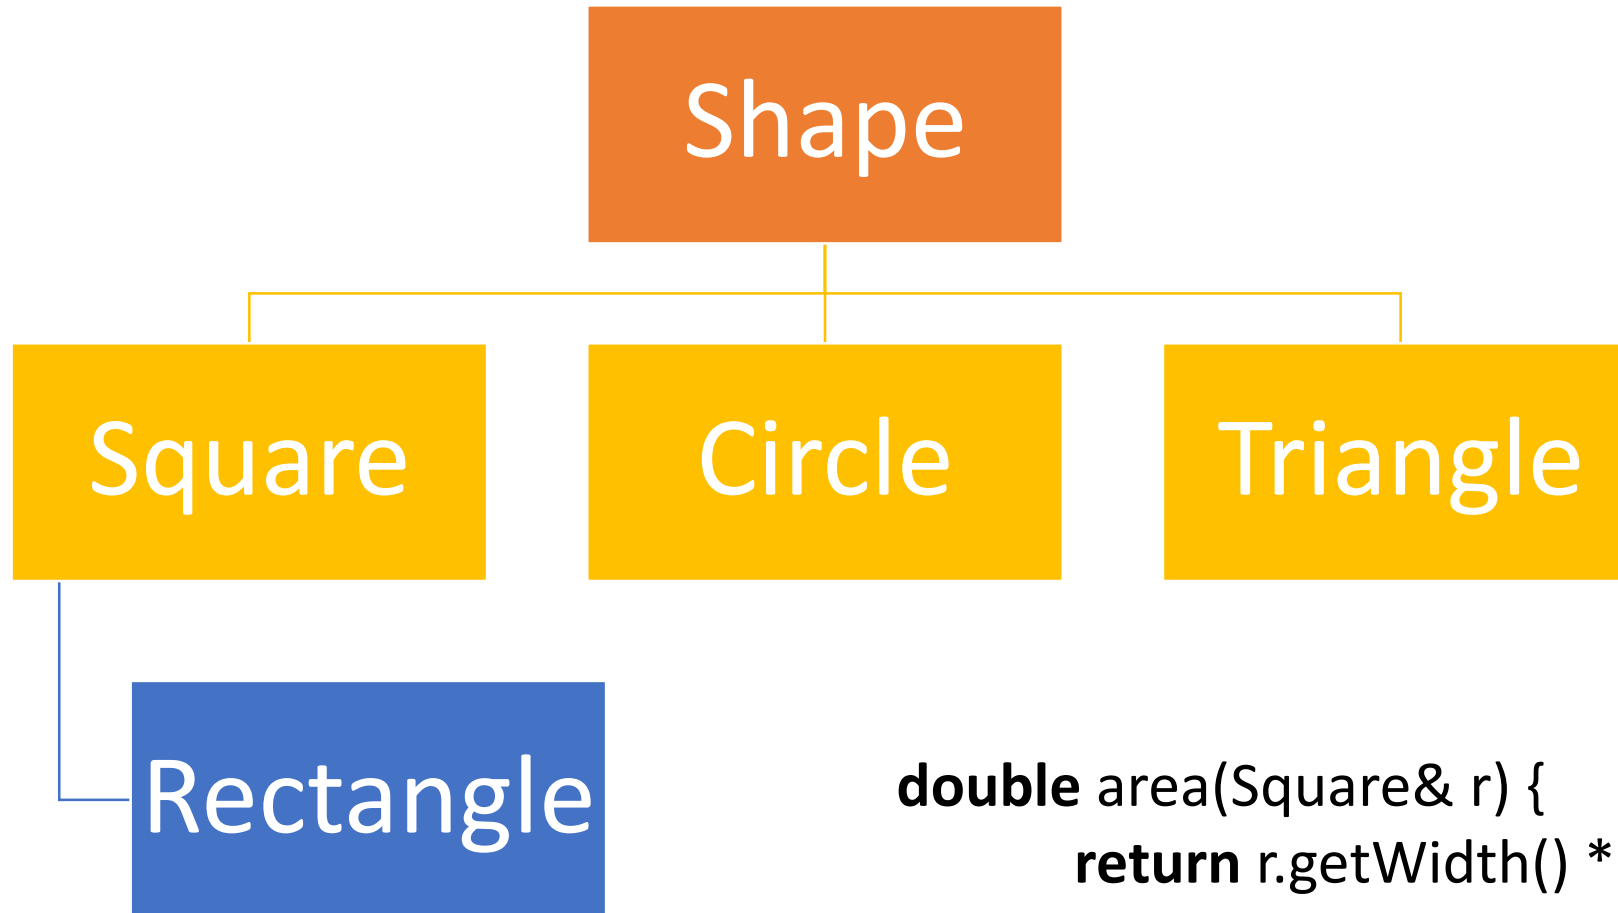 Shape
Square
Circle
Triangle
Rectangle
double area(Square& r) {
return r.getWidth() *